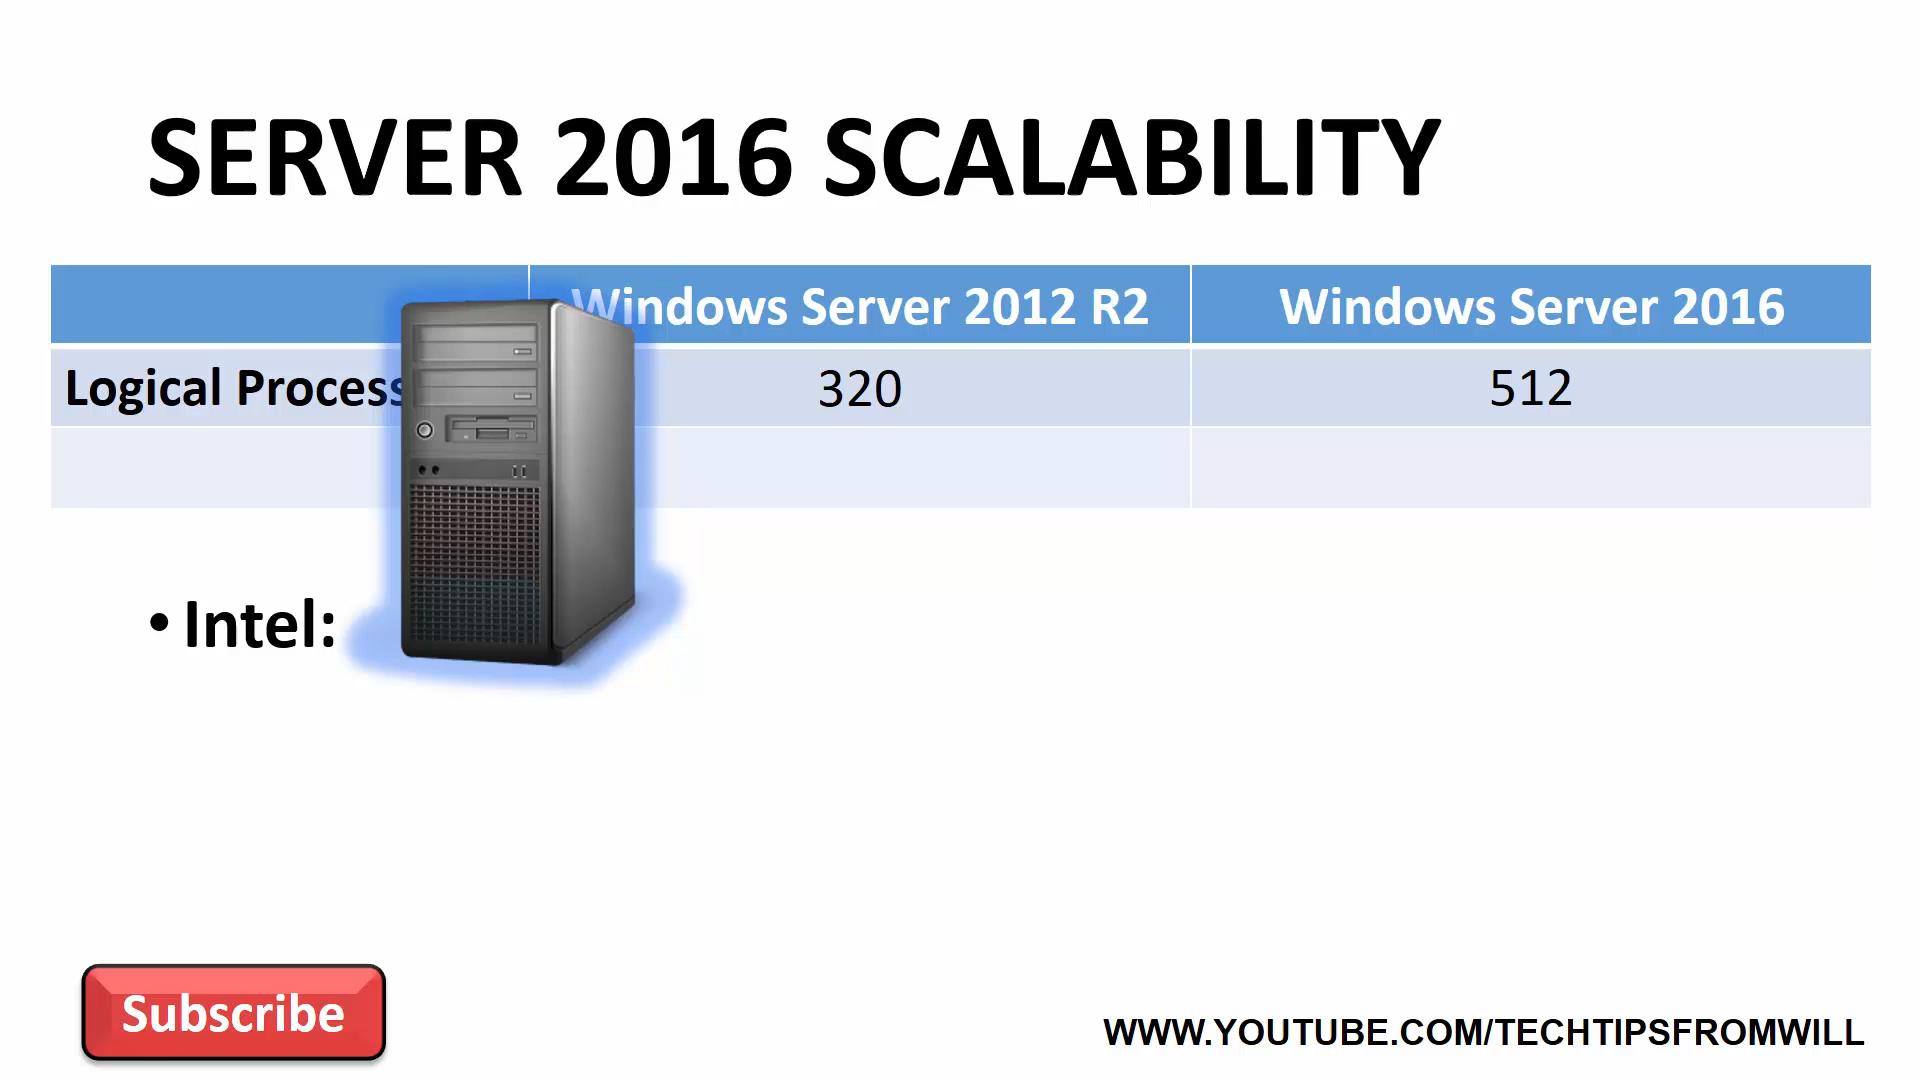 SERVER 2016 SCALABILITY
Windows Server 2012 R2
Windows Server 2016
Logical Process
320
512
• Intel:
Subscribe
WWW.YOUTUBE.COM/TECHTIPSFROMWILL